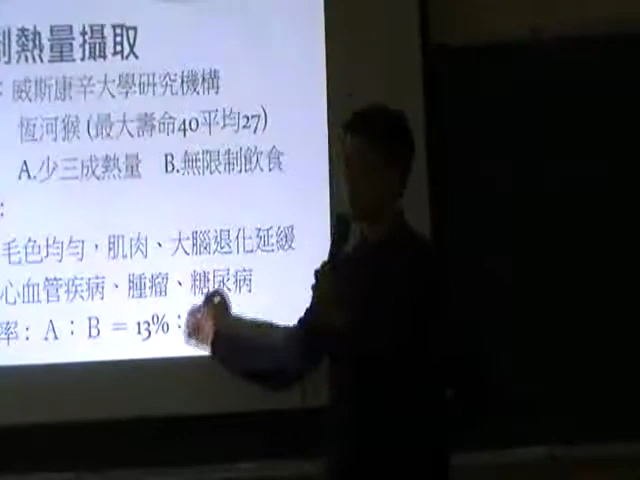 制熱量攝取
：威斯康辛大學研究機構
恆河猴 (最大壽命40平均27)
A.少三成熱量 B.無限制飲食
：
毛色均勻，肌肉、大腦退化延緩
心血管疾病、腫瘤、糖尿病
率：A：B = 13%：